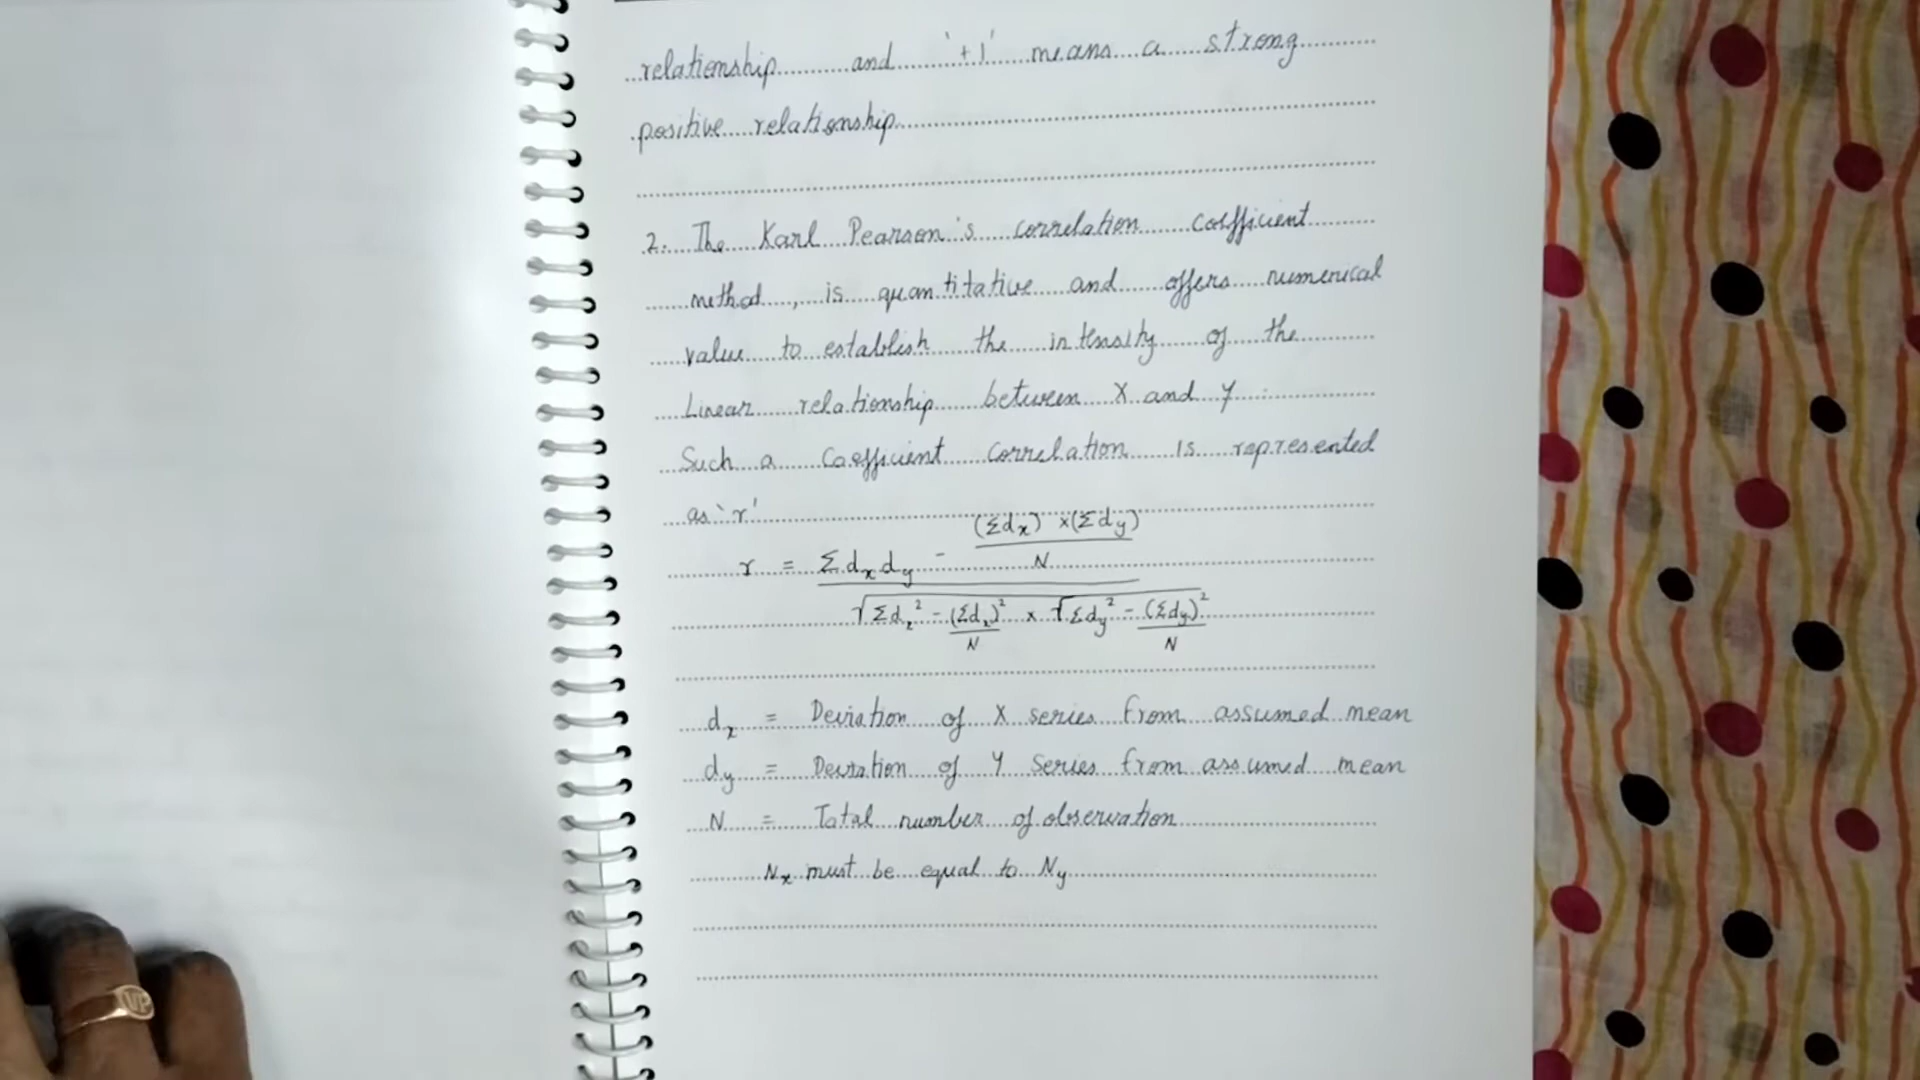 relationship and '+1' means a strong
positive relationship.
2. The Karl Pearson's correlation coefficient
method, is quantitative and offers numerical
value to establish the intensity of the
Linear relationship between X and Y.
Such a Coefficient correlation is represented
as 'r'
r = Σdxdy - (Σdx) x (Σdy) / N
√Σdx² - (Σdx)² / N x √Σdy² - (Σdy)² / N
dx = Deviation of X series from assumed mean
dy = Deviation of Y Series from assumed mean
N = Total number of observation
Nx must be equal to Ny
VP